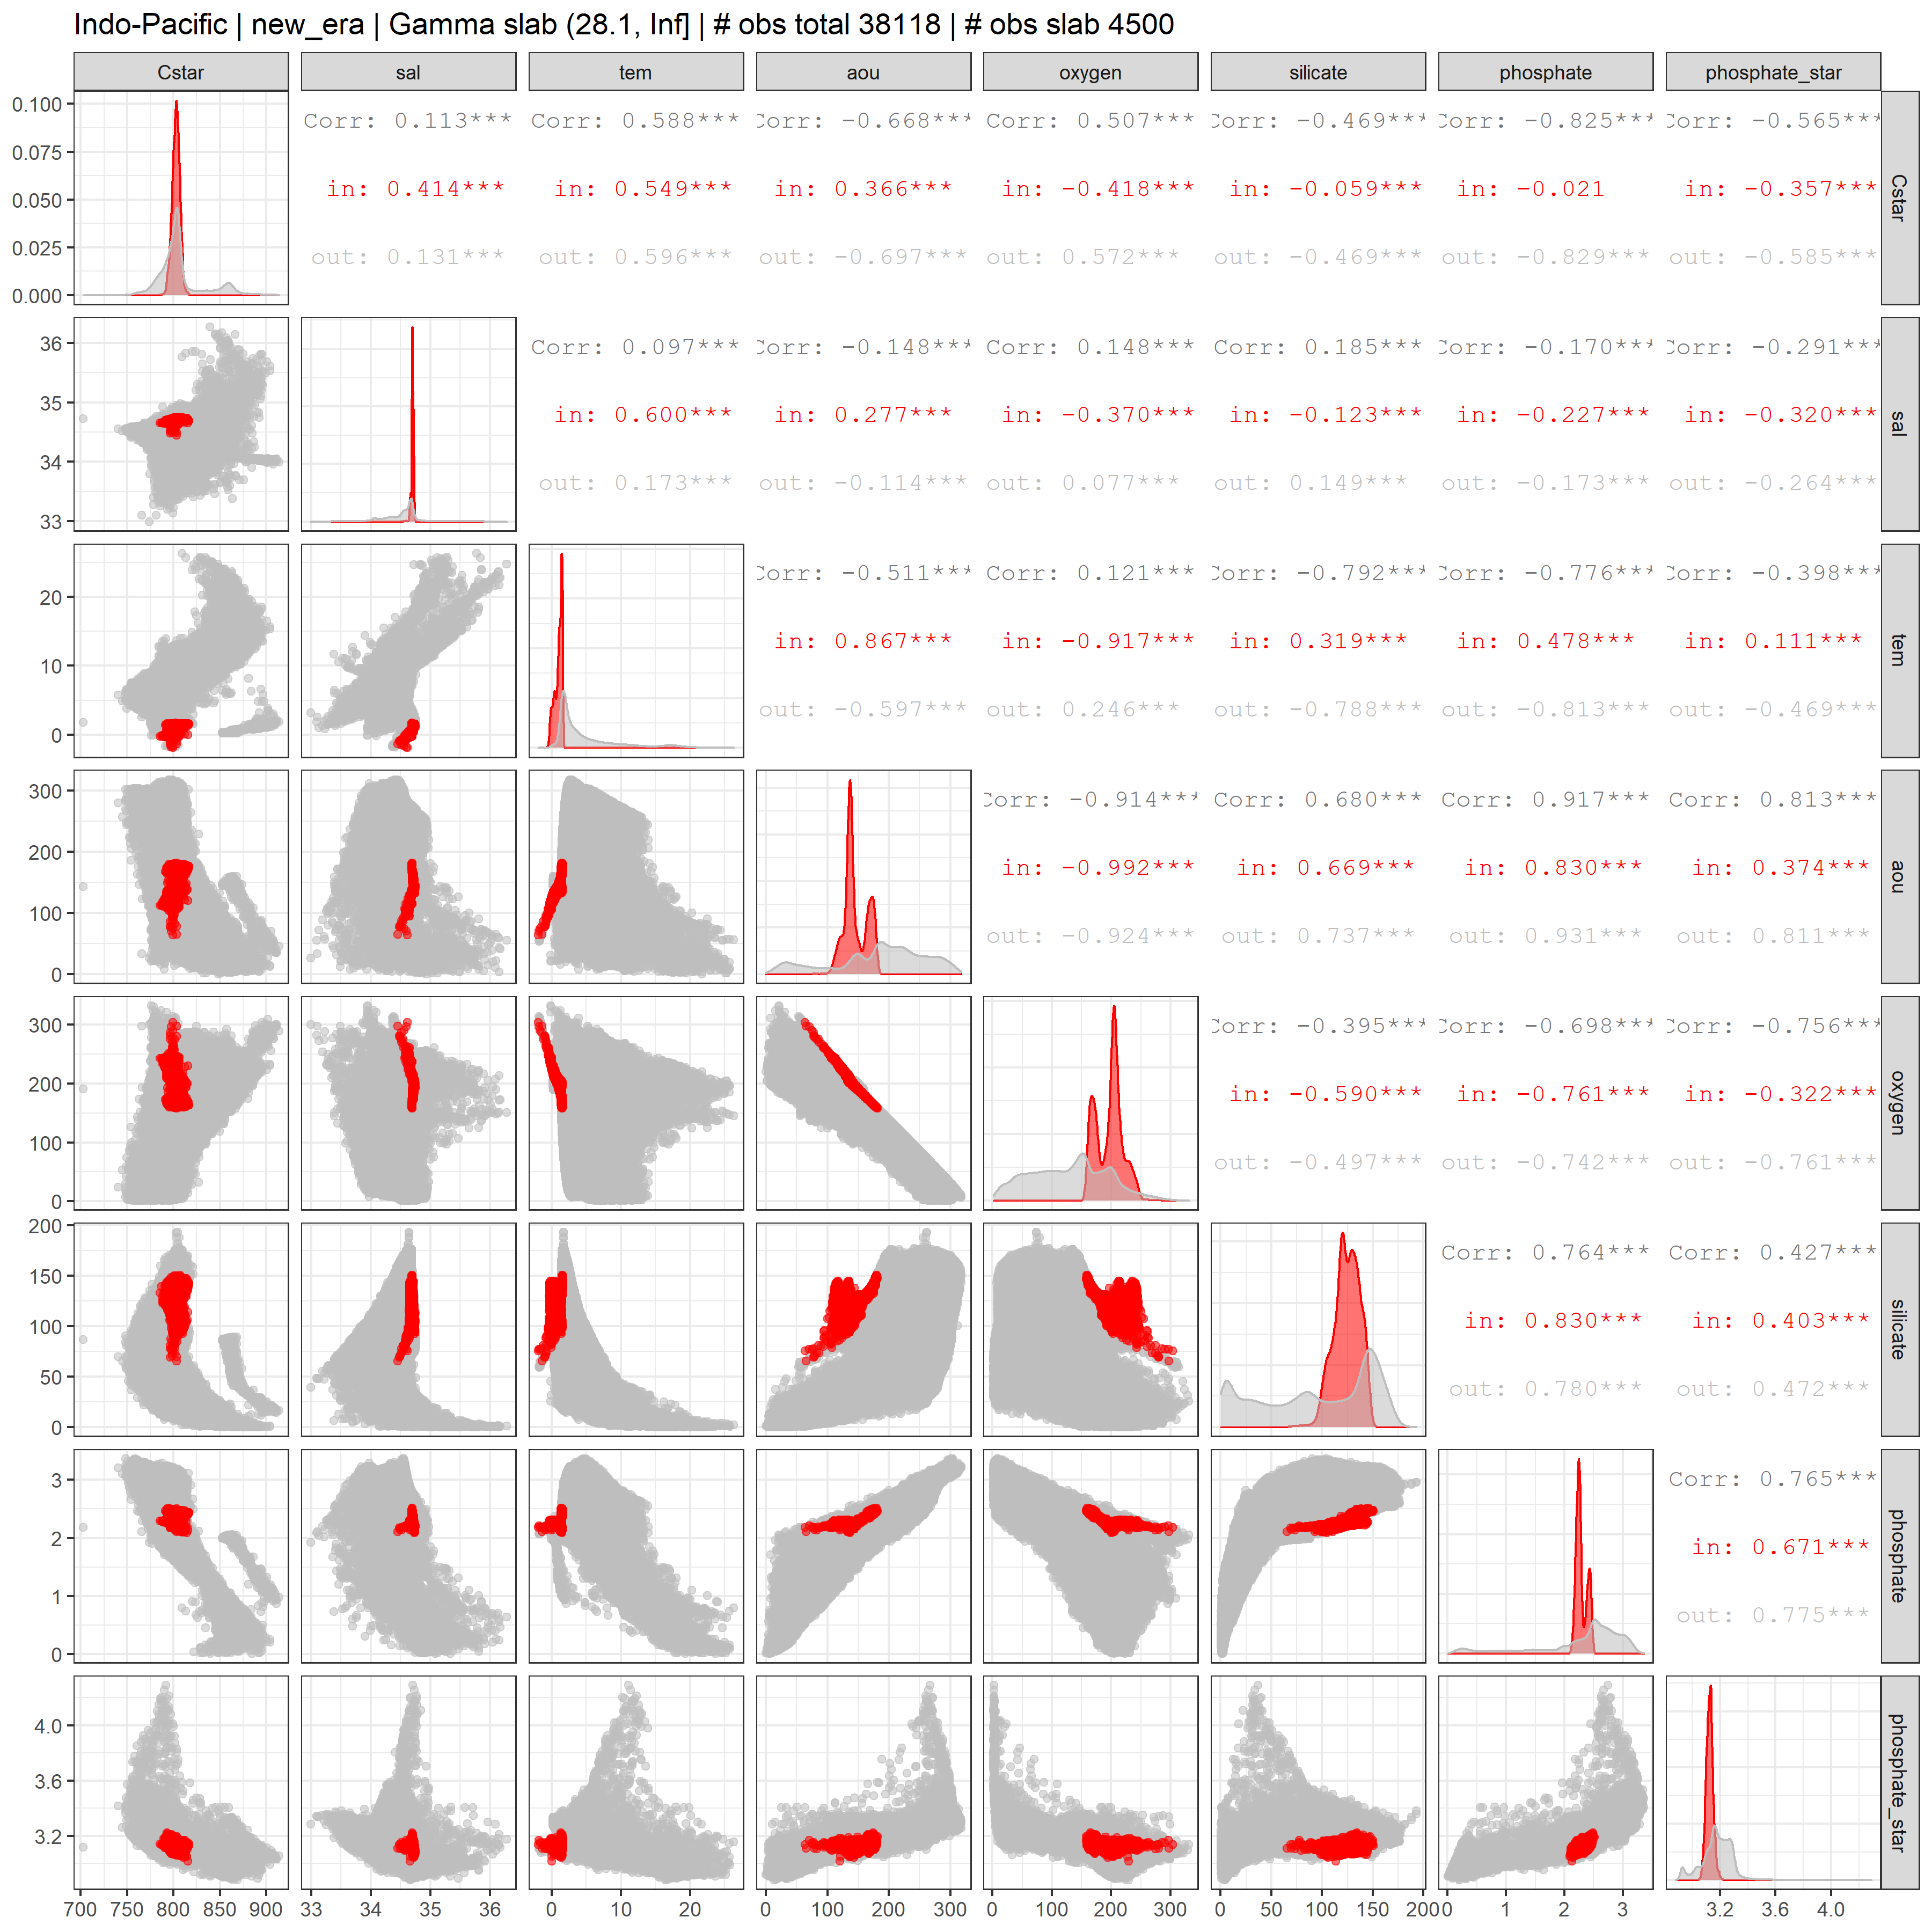 Indo-Pacific | new_era | Gamma slab (28.1, Inf] | # obs total 38118 | # obs slab 4500
Cstar sal tem aou oxygen silicate phosphate phosphate_star
0.100 Corr: 0.113*** Corr: 0.588*** Corr: -0.668*** Corr: 0.507*** Corr: -0.469*** Corr: -0.825*** Corr: -0.565***
0.075
in: 0.414*** in: 0.549*** in: 0.366*** in: -0.418*** in: -0.059*** in: -0.021 in: -0.357*** Cstar
0.050
0.025 out: 0.131*** out: 0.596*** out: -0.697*** out: 0.572*** out: -0.469*** out: -0.829*** out: -0.585***
0.000
36 Corr: 0.097*** Corr: -0.148*** Corr: 0.148*** Corr: 0.185*** Corr: -0.170*** Corr: -0.291***
35 in: 0.600*** in: 0.277*** in: -0.370*** in: -0.123*** in: -0.227*** in: -0.320*** sal
34 out: 0.173*** out: -0.114*** out: 0.077*** out: 0.149*** out: -0.173*** out: -0.264***
33
20 Corr: -0.511*** Corr: 0.121*** Corr: -0.792*** Corr: -0.776*** Corr: -0.398***
10 in: 0.867*** in: -0.917*** in: 0.319*** in: 0.478*** in: 0.111*** tem
0 out: -0.597*** out: 0.246*** out: -0.788*** out: -0.813*** out: -0.469***
300 Corr: -0.914*** Corr: 0.680*** Corr: 0.917*** Corr: 0.813***
200 in: -0.992*** in: 0.669*** in: 0.830*** in: 0.374*** aou
100 out: -0.924*** out: 0.737*** out: 0.931*** out: 0.811***
0
300 Corr: -0.395*** Corr: -0.698*** Corr: -0.756***
200 in: -0.590*** in: -0.761*** in: -0.322*** oxygen
100 out: -0.497*** out: -0.742*** out: -0.761***
0
200 Corr: 0.764*** Corr: 0.427***
150
100 in: 0.830*** in: 0.403*** silicate
50 out: 0.780*** out: 0.472***
0
3 Corr: 0.765***
2 in: 0.671*** phosphate
1 out: 0.775***
0
4.0
3.6 phosphate_star
3.2
700 750 800 850 900 33 34 35 36 0 10 20 0 100 200 300 0 100 200 300 0 50 100 150 200 0 1 2 3 3.2 3.6 4.0